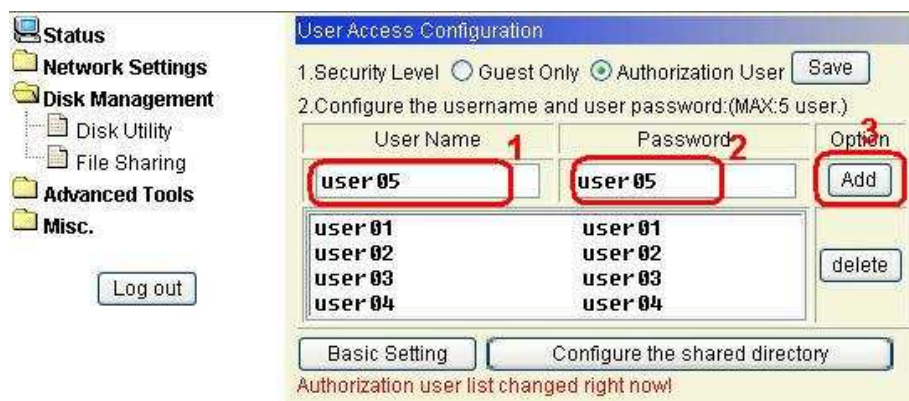 Status
Network Settings
Disk Management
Disk Utility
File Sharing
Advanced Tools
Misc.
Log out
User Access Configuration
1.Security Level Guest Only Authorization User Save
2.Configure the username and user password:(MAX:5 user.)
User Name 1 Password 2 Option 3
user05 user05 Add
user01 user01
user02 user02
user03 user03
user04 user04
delete
Basic Setting Configure the shared directory
Authorization user list changed right now!